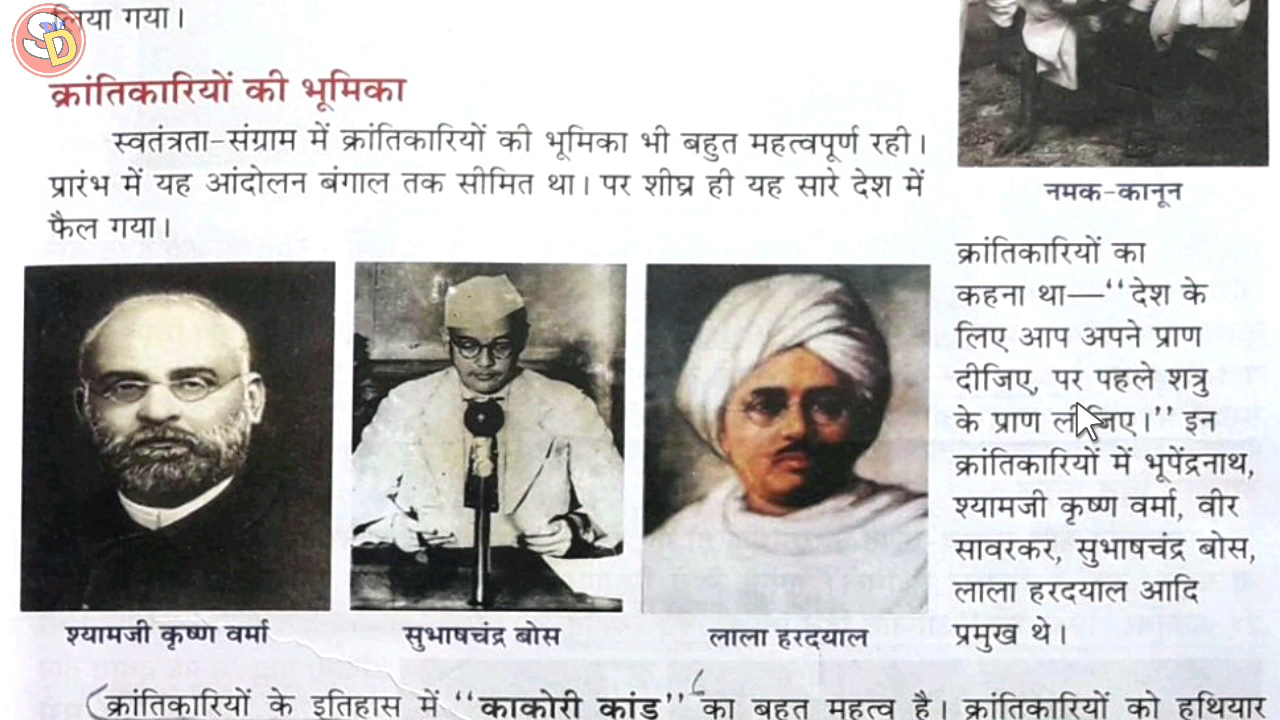 SD
लिया गया।
क्रांतिकारियों की भूमिका
स्वतंत्रता-संग्राम में क्रांतिकारियों की भूमिका भी बहुत महत्वपूर्ण रही।
प्रारंभ में यह आंदोलन बंगाल तक सीमित था। पर शीघ्र ही यह सारे देश में
फैल गया।
नमक-कानून
क्रांतिकारियों का
कहना था—“देश के
लिए आप अपने प्राण
दीजिए, पर पहले शत्रु
के प्राण लीजिए।” इन
क्रांतिकारियों में भूपेंद्रनाथ,
श्यामजी कृष्ण वर्मा, वीर
सावरकर, सुभाषचंद्र बोस,
लाला हरदयाल आदि
प्रमुख थे।
श्यामजी कृष्ण वर्मा
सुभाषचंद्र बोस
लाला हरदयाल
क्रांतिकारियों के इतिहास में “काकोरी कांड” का बहुत महत्व है। क्रांतिकारियों को हथियार